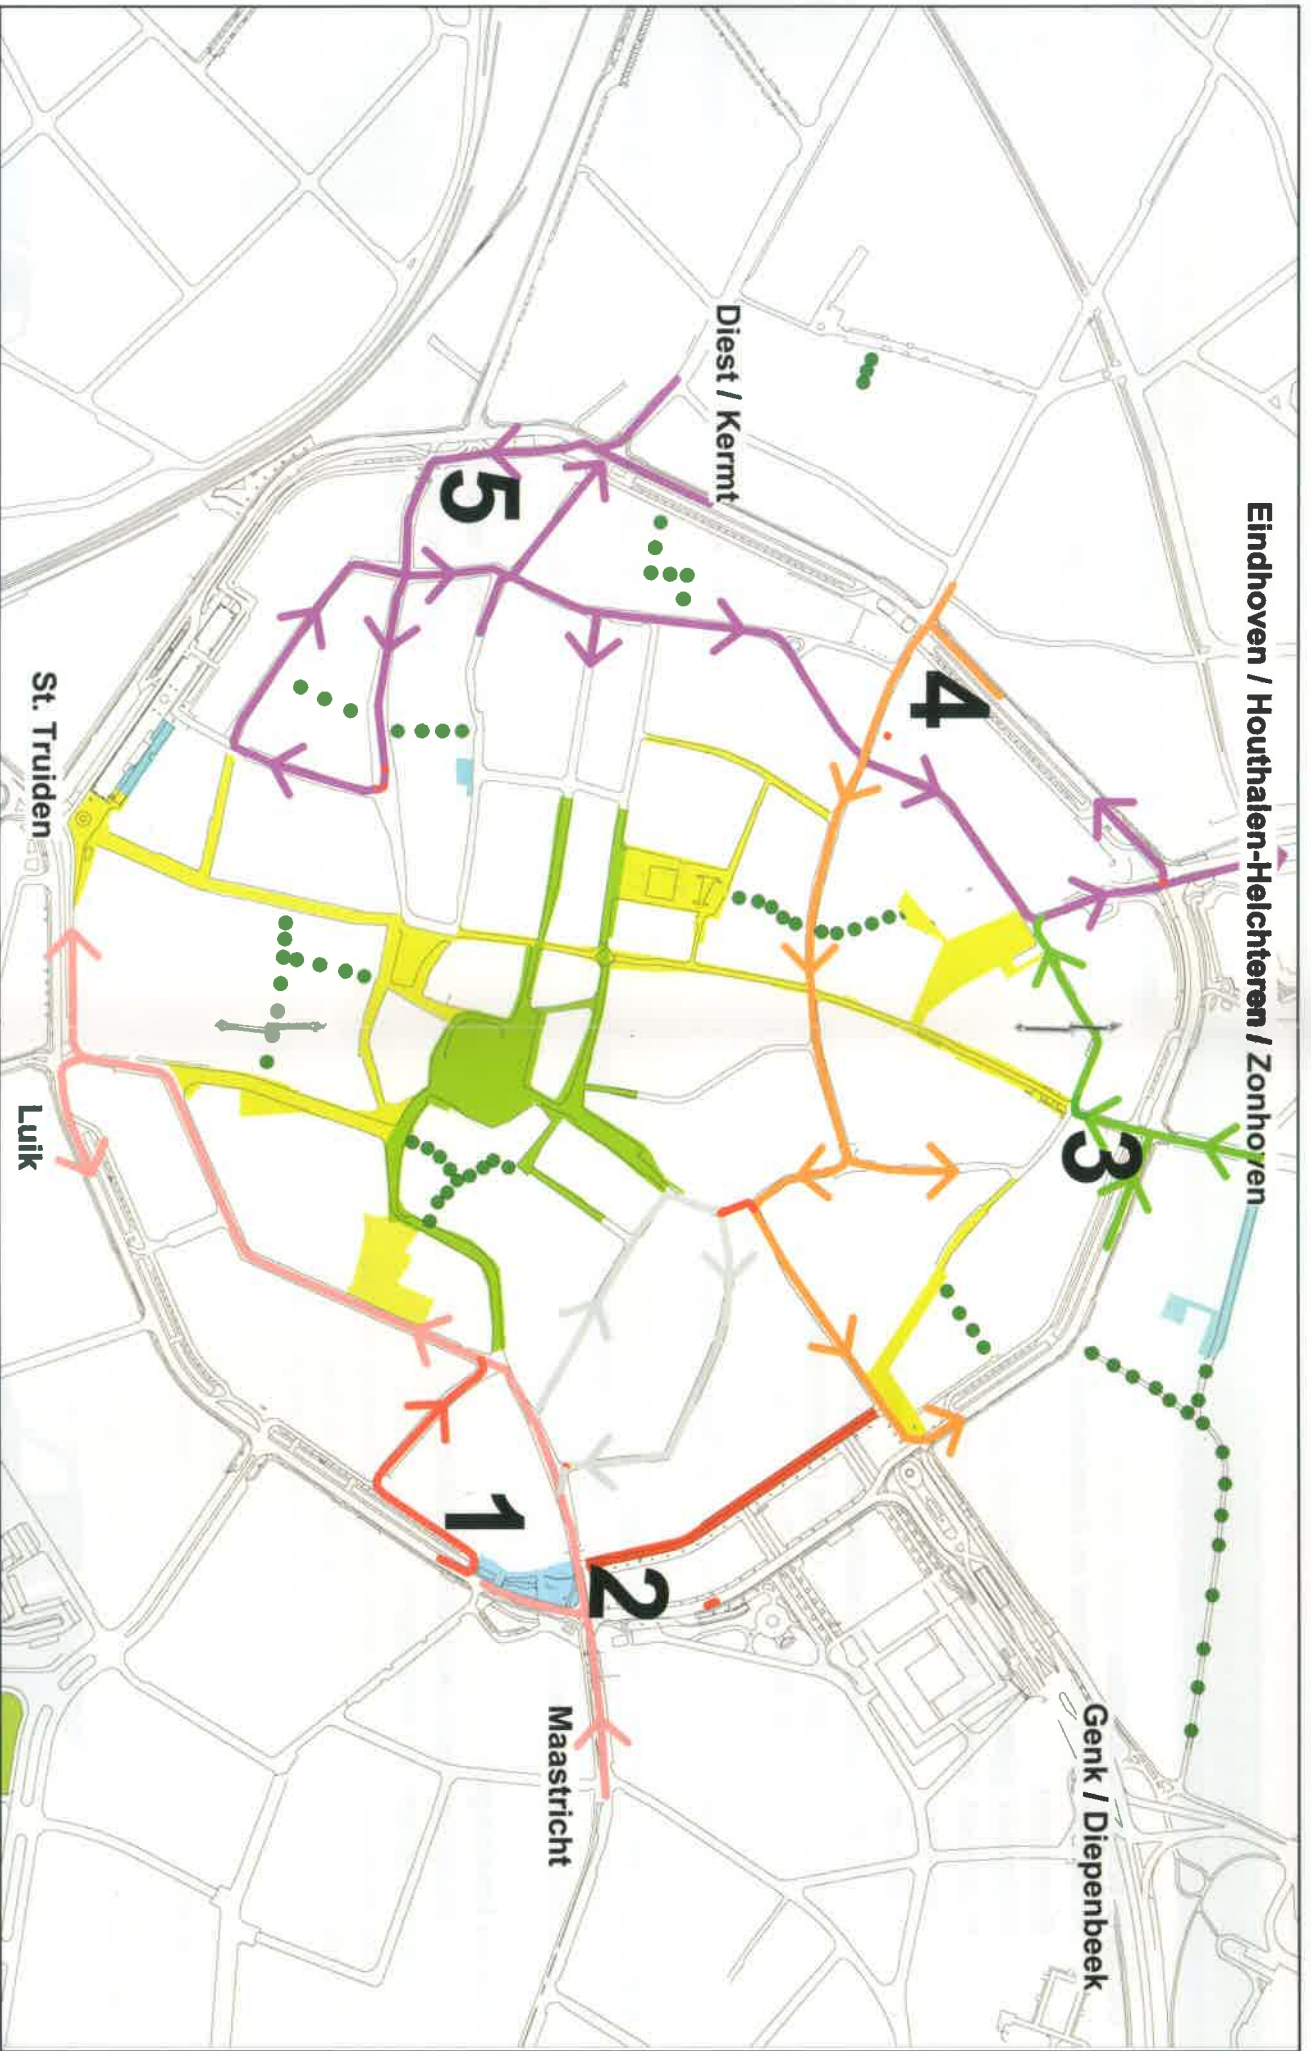 Eindhoven / Houthalen-Helchteren / Zonhoven
Genk / Diepenbeek
Diest / Kermt
4
3
5
2
1
Maastricht
St. Truiden
Luik